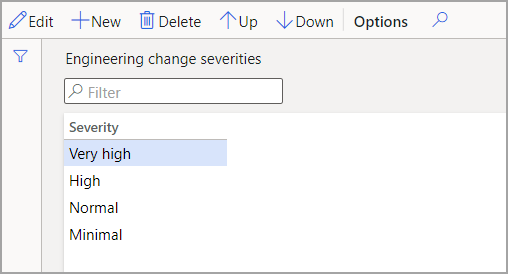 Edit New Delete Up Down Options
Engineering change severities
Filter
Severity
Very high
High
Normal
Minimal